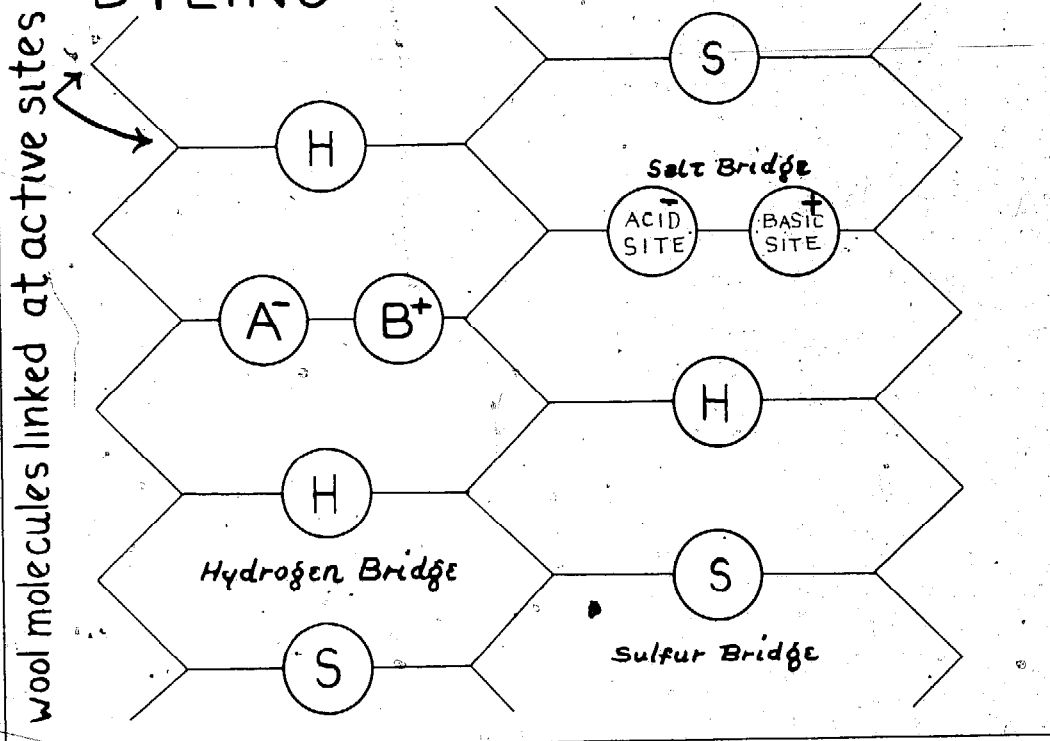 DYEING
wool molecules linked at active sites
S
H
Salt Bridge
ACID SITE -
BASIC SITE +
A- B+
H
H
Hydrogen Bridge
S
Sulfur Bridge
S